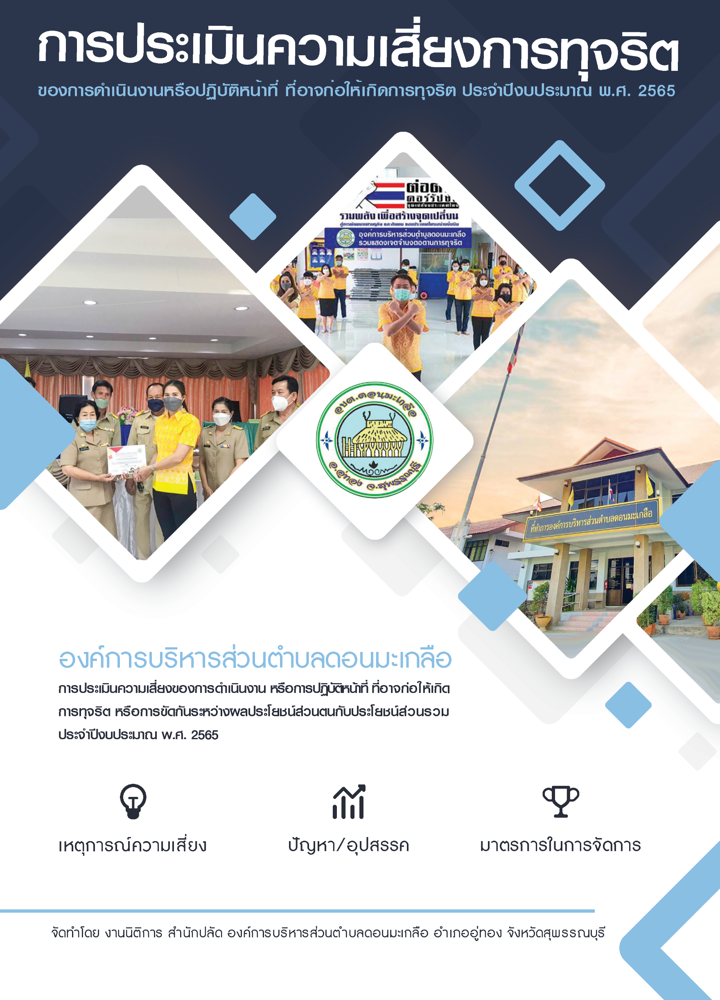 การประเมินความเสี่ยงการทุจริต
ของการดำเนินงานหรือปฏิบัติหน้าที่ ที่อาจก่อให้เกิดการทุจริต ประจำปีงบประมาณ พ.ศ. 2565
รวมพลัง เพื่อสร้างจุดเปลี่ยน
องค์การบริหารส่วนตำบลดอนมะเกลือ
รวมแสดงเจตจำนงต่อต้านการทุจริต
อบต.ดอนมะเกลือ
อ.อู่ทอง จ.สุพรรณบุรี
ที่ทำการองค์การบริหารส่วนตำบลดอนมะเกลือ
องค์การบริหารส่วนตำบลดอนมะเกลือ
การประเมินความเสี่ยงของการดำเนินงาน หรือการปฏิบัติหน้าที่ ที่อาจก่อให้เกิด
การทุจริต หรือการขัดกันระหว่างผลประโยชน์ส่วนตนกับประโยชน์ส่วนรวม
ประจำปีงบประมาณ พ.ศ. 2565
เหตุการณ์ความเสี่ยง
ปัญหา/อุปสรรค
มาตรการในการจัดการ
จัดทำโดย งานนิติการ สำนักปลัด องค์การบริหารส่วนตำบลดอนมะเกลือ อำเภออู่ทอง จังหวัดสุพรรณบุรี